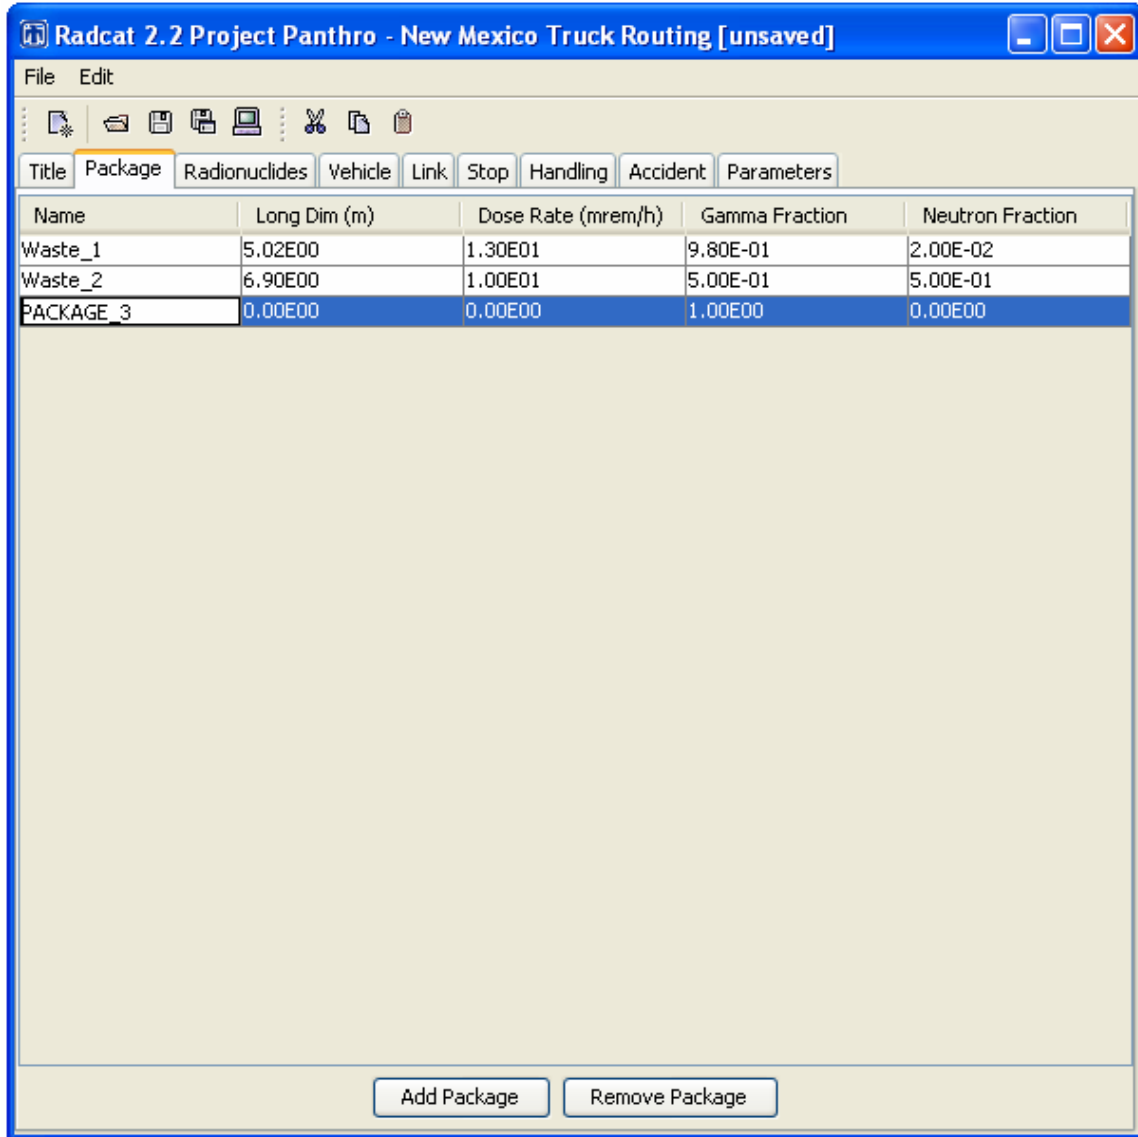 Radcat 2.2 Project Panthro - New Mexico Truck Routing [unsaved]
File Edit
Title Package Radionuclides Vehicle Link Stop Handling Accident Parameters
Name Long Dim (m) Dose Rate (mrem/h) Gamma Fraction Neutron Fraction
Waste_1 5.02E00 1.30E01 9.80E-01 2.00E-02
Waste_2 6.90E00 1.00E01 5.00E-01 5.00E-01
PACKAGE_3 0.00E00 0.00E00 1.00E00 0.00E00
Add Package Remove Package